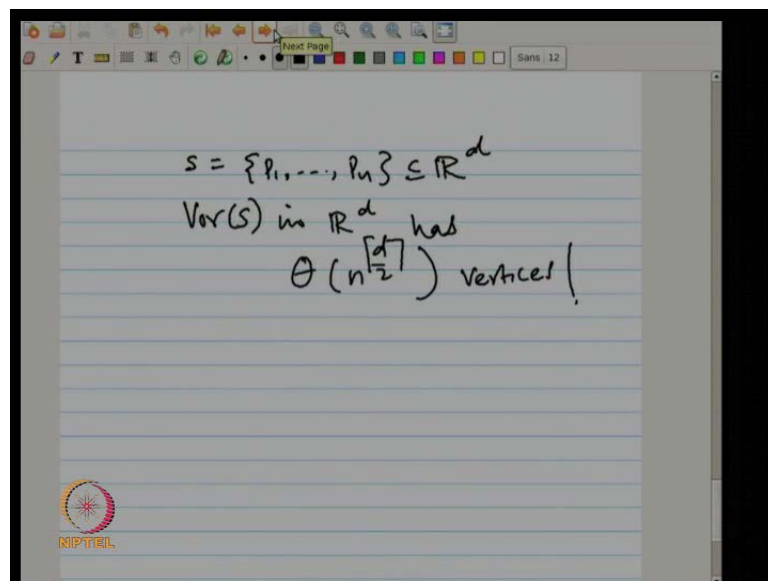 Next Page
T
Sans 12
S = {P₁, ..., Pₙ} ⊆ ℝᵈ
Vor(S) in ℝᵈ has
θ(n^⌈d/2⌉) vertices!
NPTEL